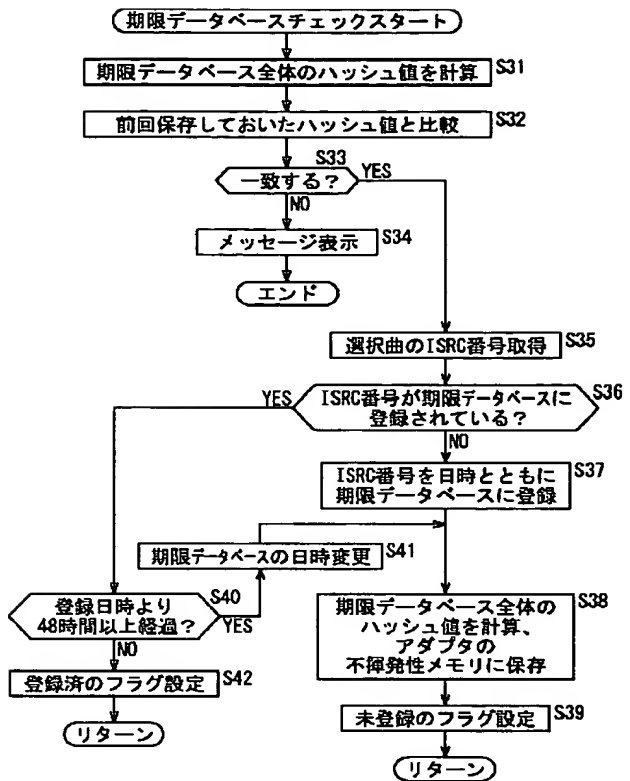 期限データベースチェックスタート
期限データベース全体のハッシュ値を計算
S31
前回保存しておいたハッシュ値と比較
S32
S33
一致する?
YES
NO
メッセージ表示
S34
エンド
選択曲のISRC番号取得
S35
YES
ISRC番号が期限データベースに
登録されている?
S36
NO
ISRC番号を日時とともに
期限データベースに登録
S37
期限データベースの日時変更
S41
登録日時より
48時間以上経過?
S40
YES
NO
期限データベース全体の
ハッシュ値を計算、
アダプタの
不揮発性メモリに保存
S38
登録済のフラグ設定
S42
未登録のフラグ設定
S39
リターン
リターン